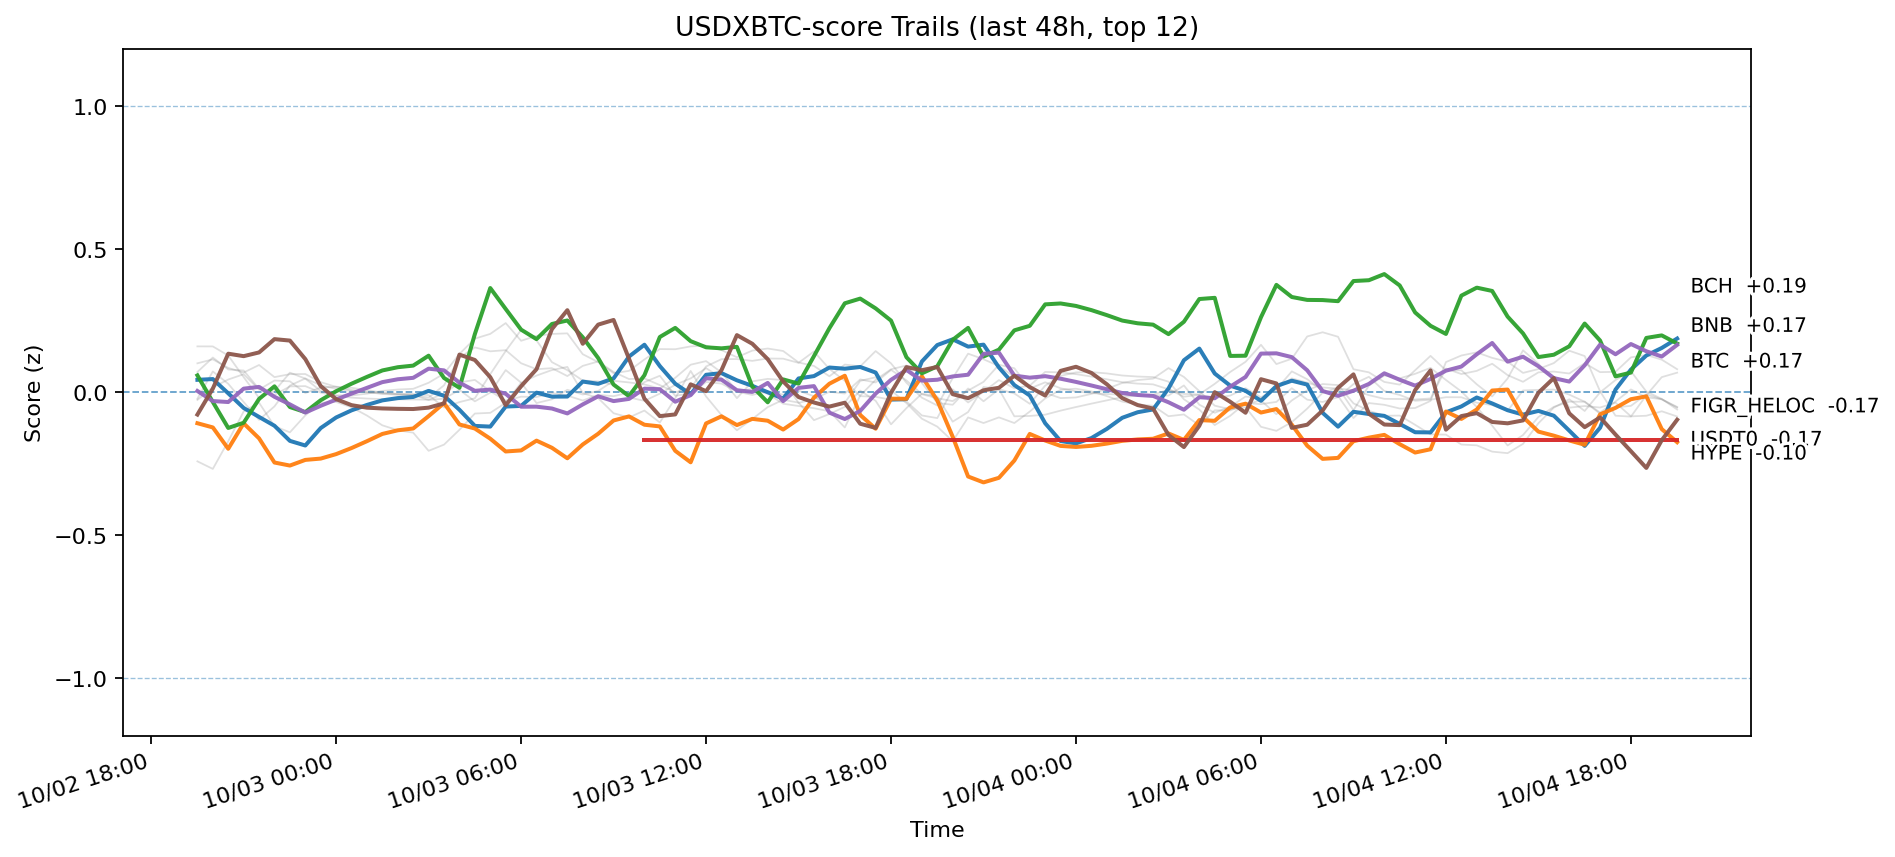 USDXBTC-score Trails (last 48h, top 12)
Score (z)
1.0
0.5
0.0
−0.5
−1.0
BCH +0.19
BNB +0.17
BTC +0.17
FIGR_HELOC -0.17
USDT0 -0.17
HYPE -0.10
10/02 18:00
10/03 00:00
10/03 06:00
10/03 12:00
10/03 18:00
10/04 00:00
10/04 06:00
10/04 12:00
10/04 18:00
Time